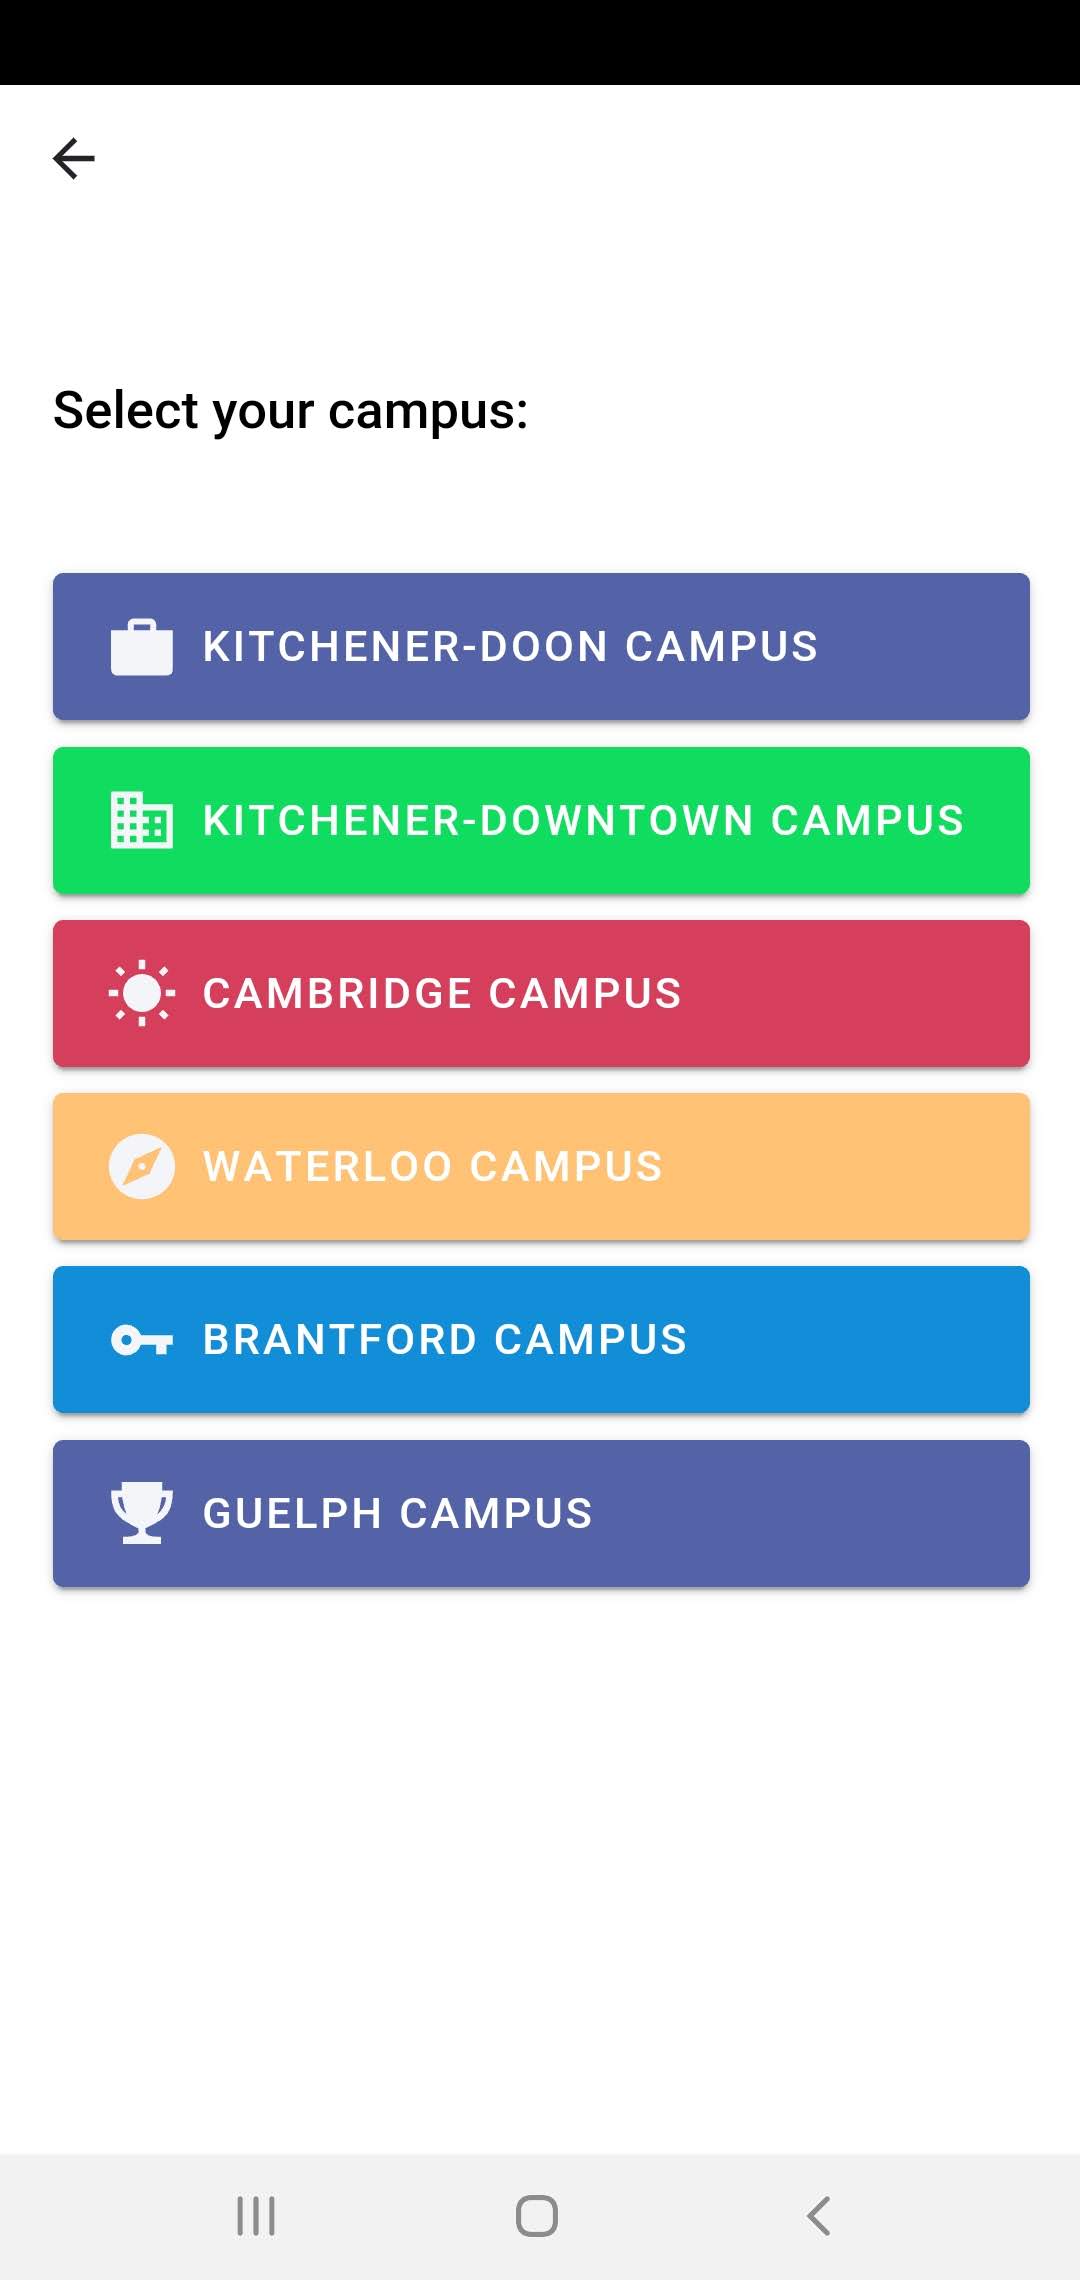 Select your campus:
KITCHENER-DOON CAMPUS
KITCHENER-DOWNTOWN CAMPUS
CAMBRIDGE CAMPUS
WATERLOO CAMPUS
BRANTFORD CAMPUS
GUELPH CAMPUS